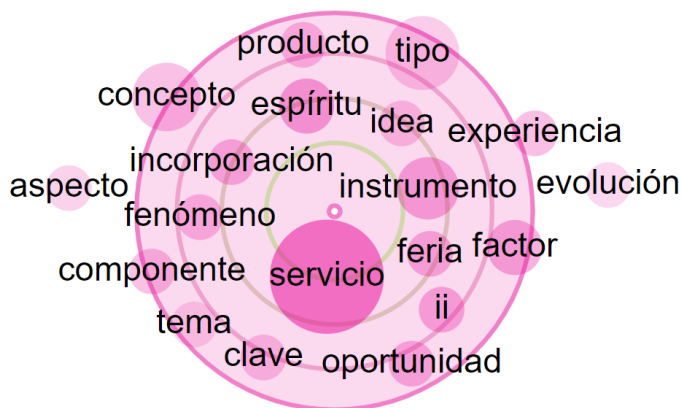 producto
tipo
concepto
espíritu
idea
experiencia
incorporación
aspecto
instrumento
evolución
fenómeno
feria
factor
componente
servicio
ii
tema
clave
oportunidad